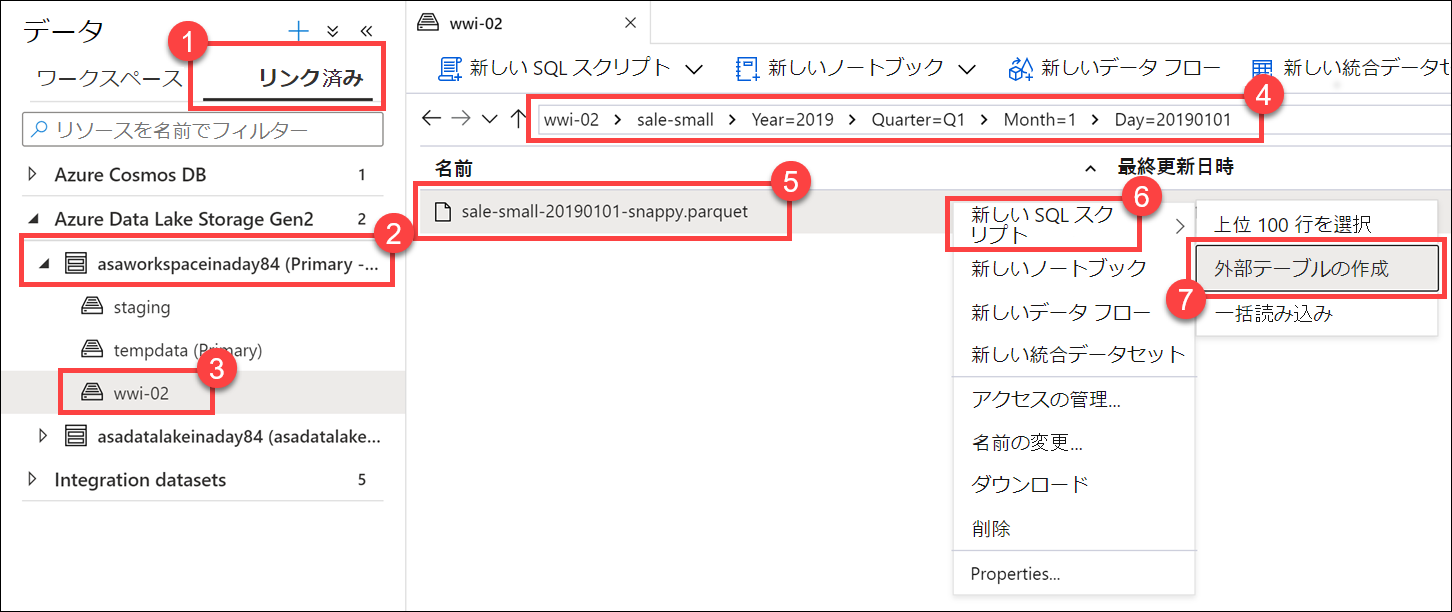 データ
1
ワークスペース
リンク済み
リソースを名前でフィルター
Azure Cosmos DB
1
Azure Data Lake Storage Gen2
2
2
asaworkspaceinaday84 (Primary -...
staging
tempdata (Primary)
3
wwi-02
asadatalakeinaday84 (asadatalake...
Integration datasets
5
wwi-02
新しい SQL スクリプト
新しいノートブック
新しいデータ フロー
新しい統合データセ
4
wwi-02 > sale-small > Year=2019 > Quarter=Q1 > Month=1 > Day=20190101
名前
最終更新日時
5
sale-small-20190101-snappy.parquet
6
新しい SQL スク
リプト
新しいノートブック
新しいデータ フロー
新しい統合データセット
アクセスの管理...
名前の変更...
ダウンロード
削除
Properties...
上位 100 行を選択
外部テーブルの作成
7
一括読み込み